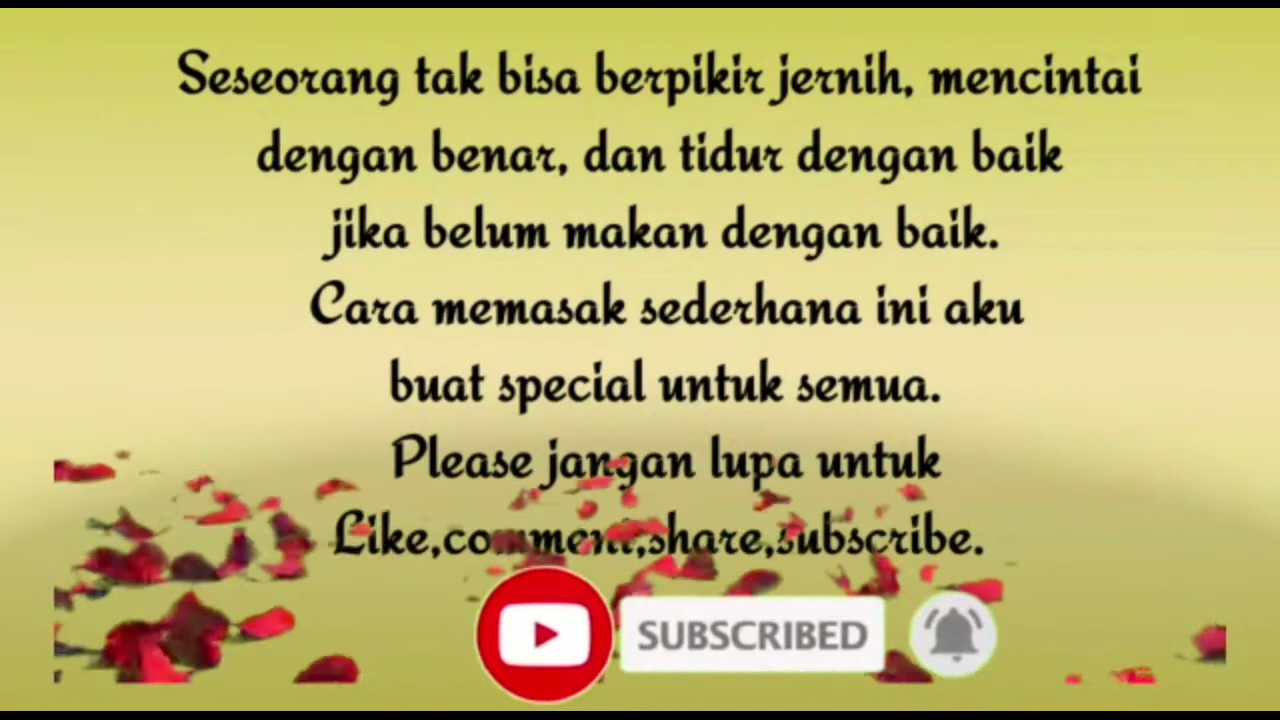 Seseorang tak bisa berpikir jernih, mencintai
dengan benar, dan tidur dengan baik
jika belum makan dengan baik.
Cara memasak sederhana ini aku
buat special untuk semua.
Please jangan lupa untuk
Like,comment,share,subscribe.
SUBSCRIBED